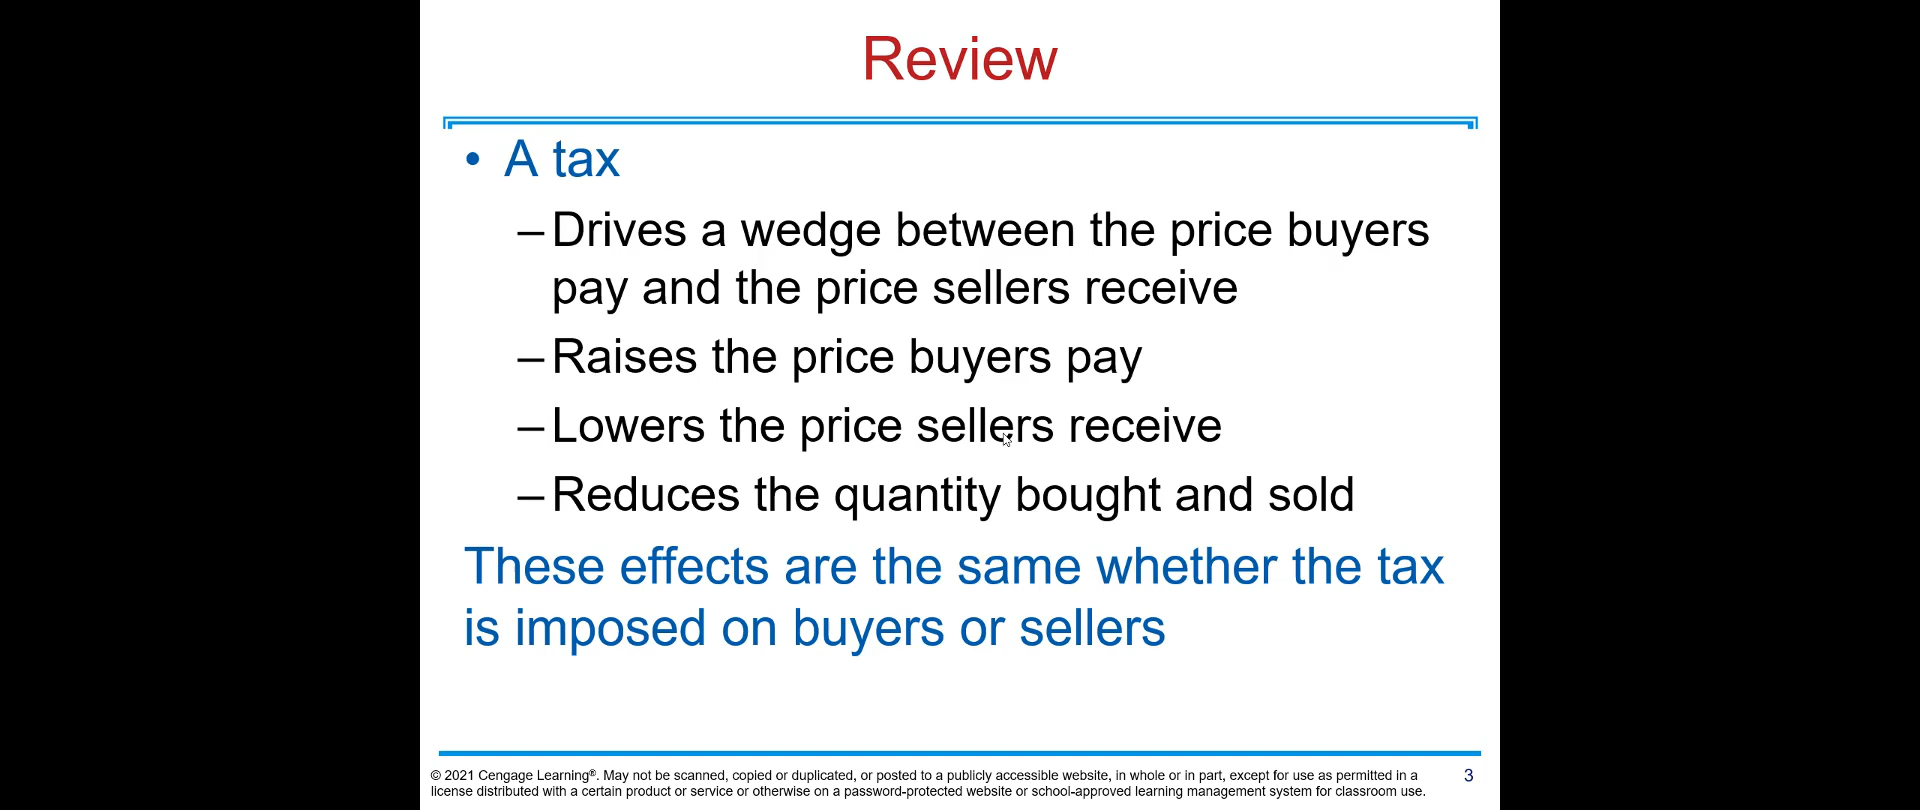 Review
• A tax
– Drives a wedge between the price buyers
pay and the price sellers receive
– Raises the price buyers pay
– Lowers the price sellers receive
– Reduces the quantity bought and sold
These effects are the same whether the tax
is imposed on buyers or sellers
© 2021 Cengage Learning®. May not be scanned, copied or duplicated, or posted to a publicly accessible website, in whole or in part, except for use as permitted in a
license distributed with a certain product or service or otherwise on a password-protected website or school-approved learning management system for classroom use.
3